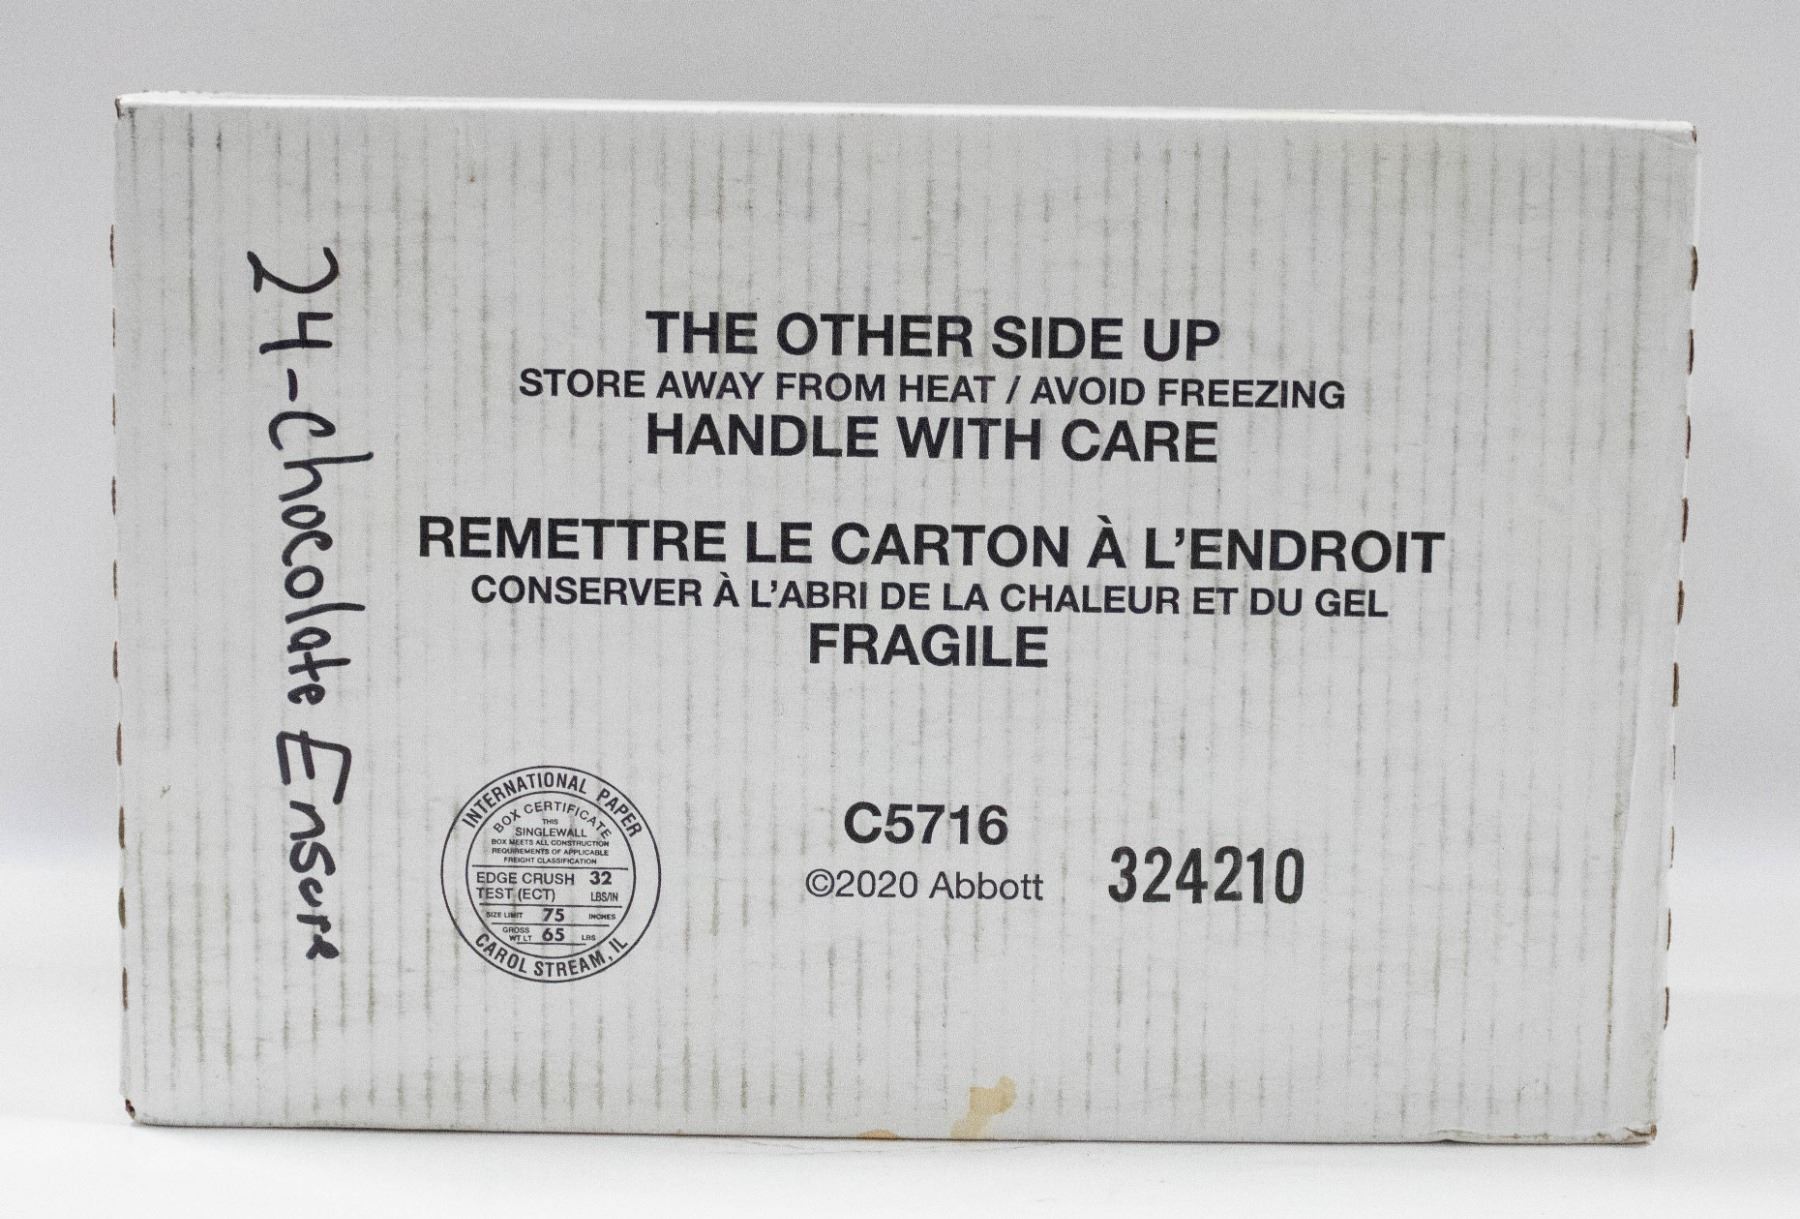 24-Chocolate Ensure
THE OTHER SIDE UP
STORE AWAY FROM HEAT / AVOID FREEZING
HANDLE WITH CARE
REMETTRE LE CARTON À L'ENDROIT
CONSERVER À L'ABRI DE LA CHALEUR ET DU GEL
FRAGILE
INTERNATIONAL PAPER
BOX CERTIFICATE
THIS
SINGLEWALL
BOX MEETS ALL CONSTRUCTION
REQUIREMENTS OF APPLICABLE
FREIGHT CLASSIFICATION
EDGE CRUSH 32
TEST (ECT) LBS/IN
SIZE LIMIT 75 INCHES
GROSS
WT LT 65 LBS
CAROL STREAM, IL
C5716
©2020 Abbott
324210